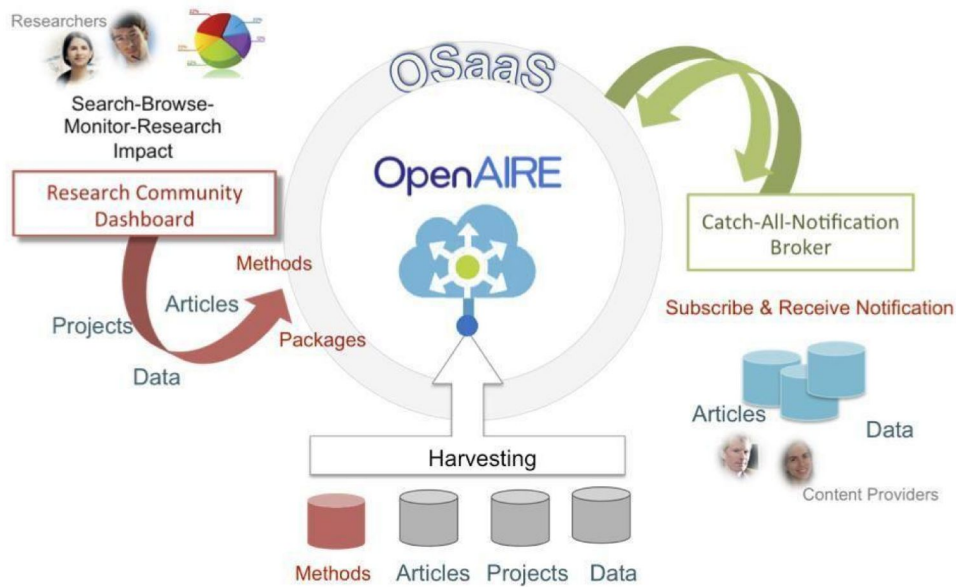 Researchers
Search-Browse-
Monitor-Research
Impact
Research Community
Dashboard
Methods
Articles
Projects
Packages
Data
OSaaS
OpenAIRE
Harvesting
Methods
Articles
Projects
Data
Catch-All-Notification
Broker
Subscribe & Receive Notification
Articles
Data
Content Providers